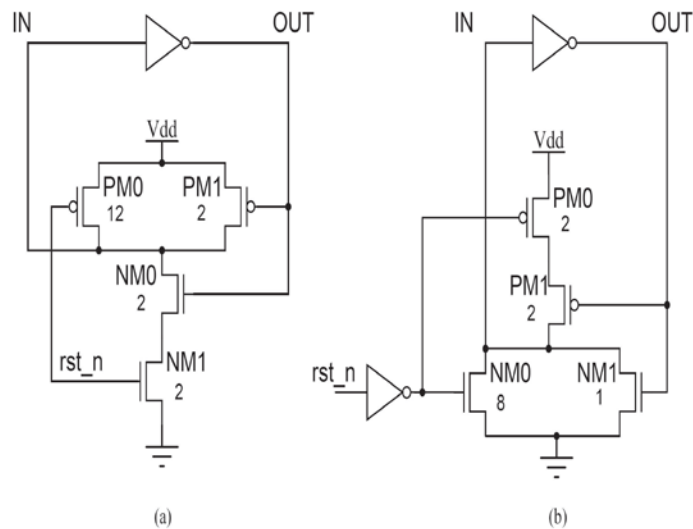 IN OUT
Vdd
PM0 PM1
12 2
NM0
2
rst_n NM1
2
(a)
IN OUT
Vdd
PM0
2
PM1
2
rst_n NM0 NM1
8 1
(b)